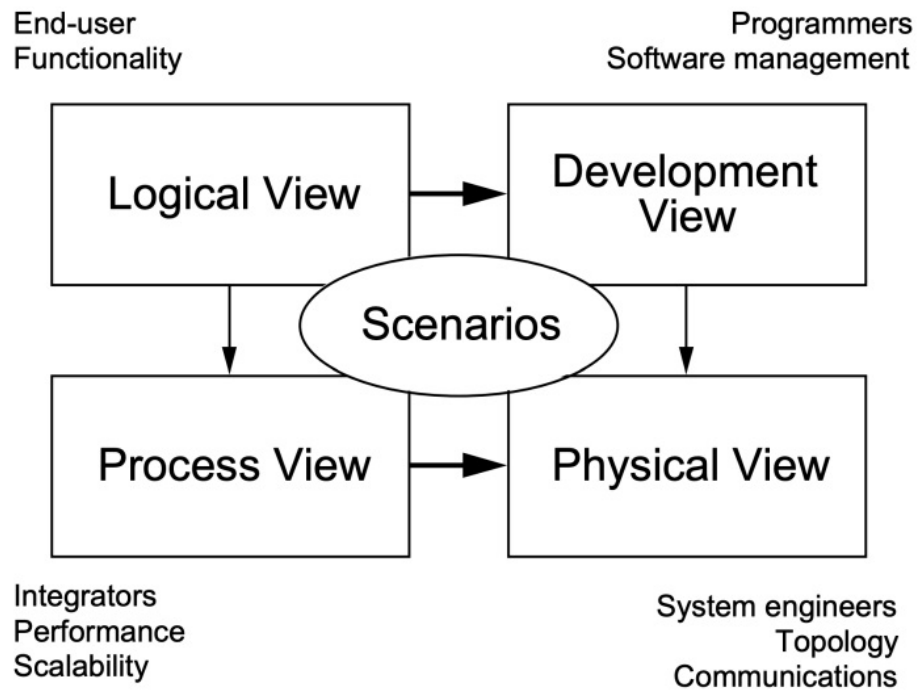 End-user
Functionality
Programmers
Software management
Logical View
Development
View
Scenarios
Process View
Physical View
Integrators
Performance
Scalability
System engineers
Topology
Communications